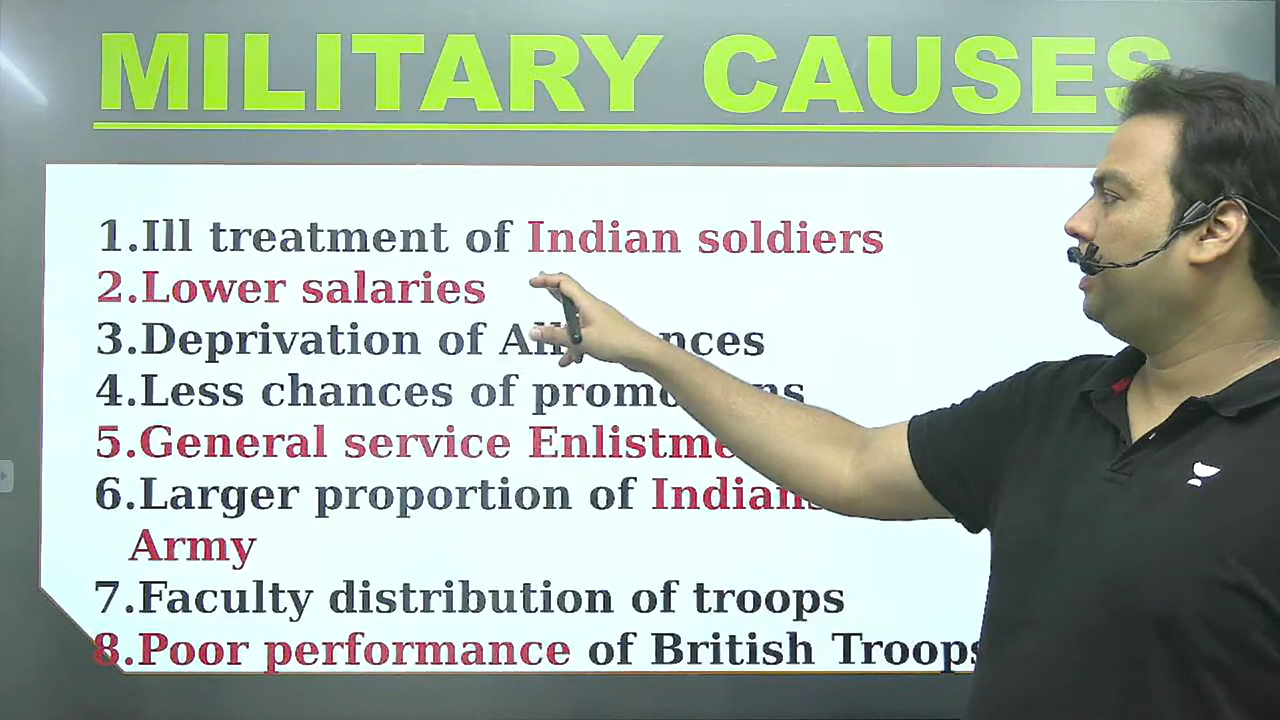 MILITARY CAUSES
1.Ill treatment of Indian soldiers
2.Lower salaries
3.Deprivation of
4.Less chances of
5.General service
6.Larger proportion of
Army
7.Faculty distribution of troops
8.Poor performance of British Troops